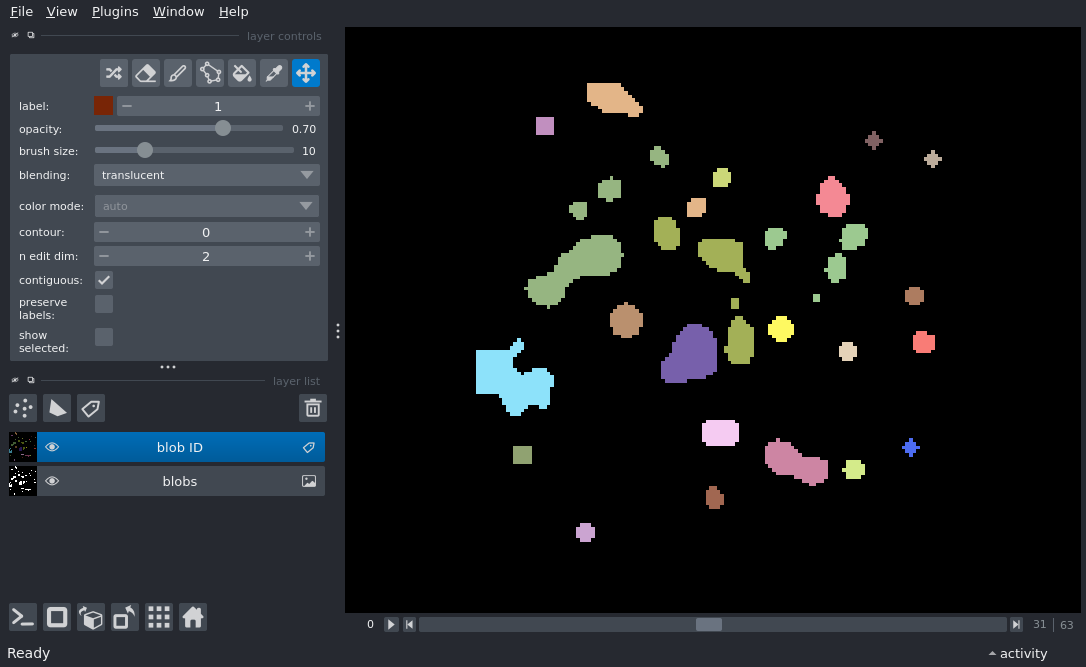 File View Plugins Window Help
layer controls
label: 1
opacity: 0.70
brush size: 10
blending: translucent
color mode: auto
contour: 0
n edit dim: 2
contiguous:
preserve
labels:
show
selected:
layer list
blob ID
blobs
0 31 63
Ready activity